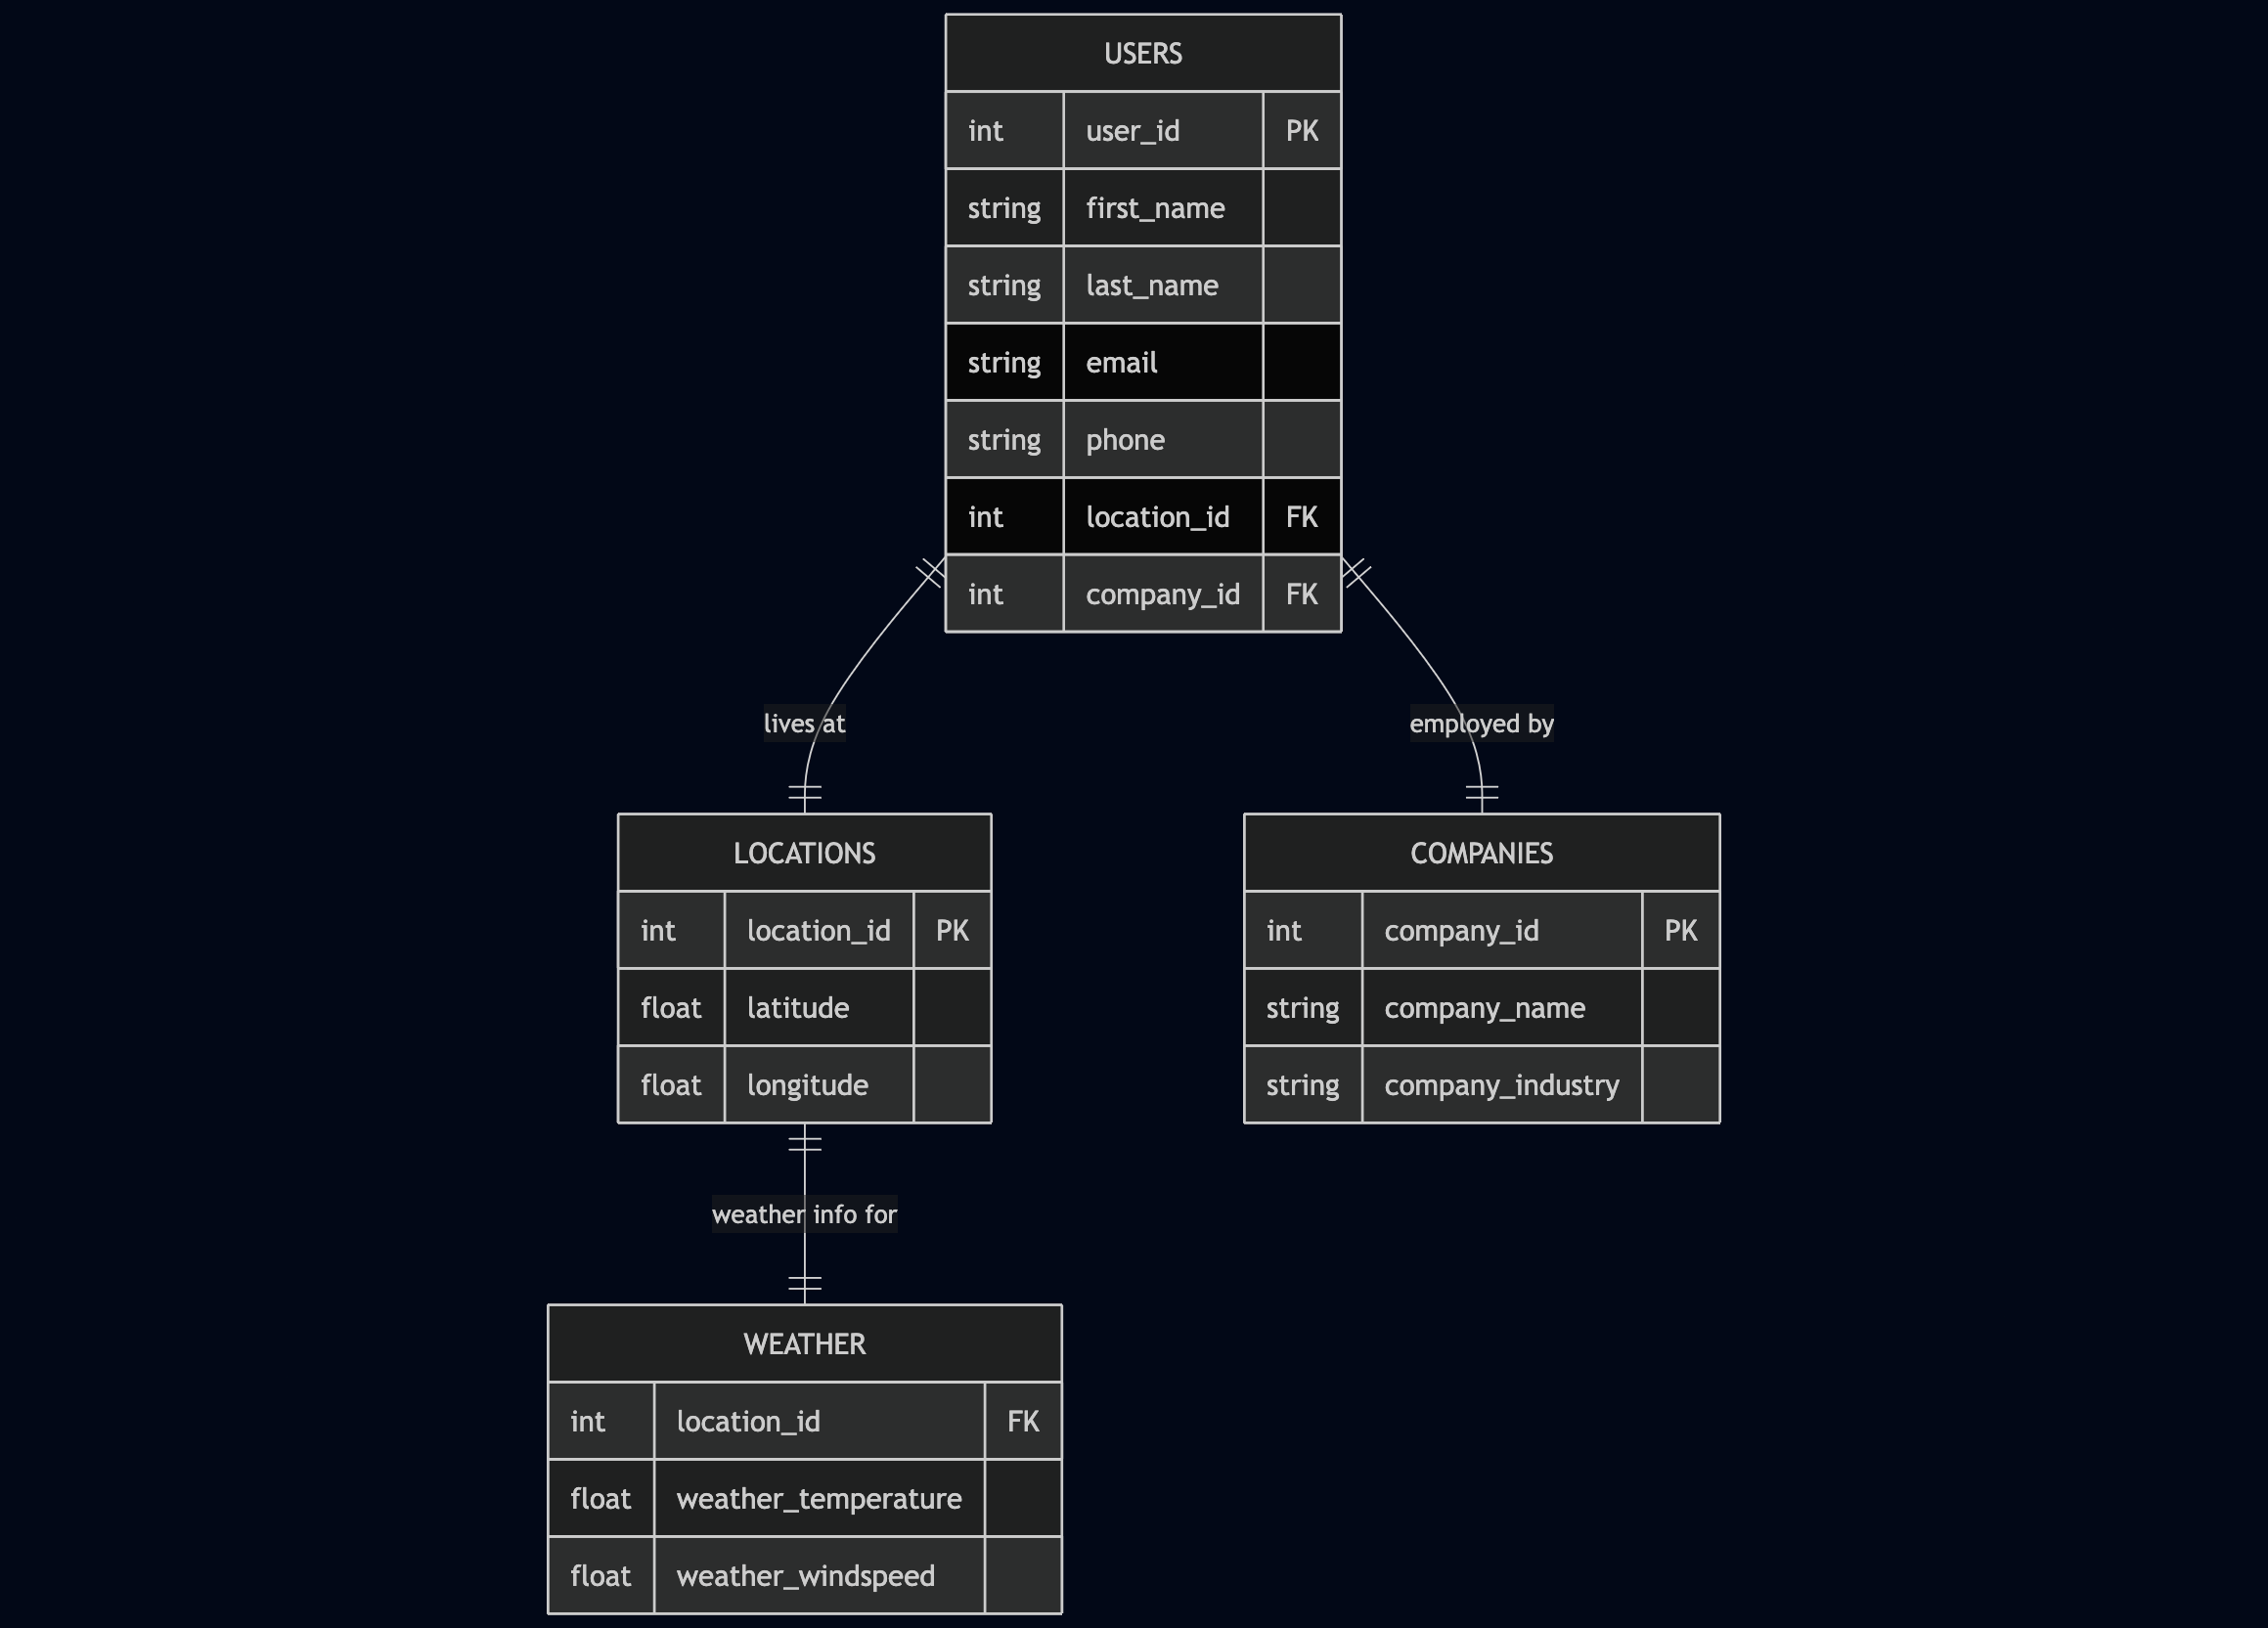 USERS
int user_id PK
string first_name
string last_name
string email
string phone
int location_id FK
int company_id FK
lives at
employed by
LOCATIONS
int location_id PK
float latitude
float longitude
COMPANIES
int company_id PK
string company_name
string company_industry
weather info for
WEATHER
int location_id FK
float weather_temperature
float weather_windspeed